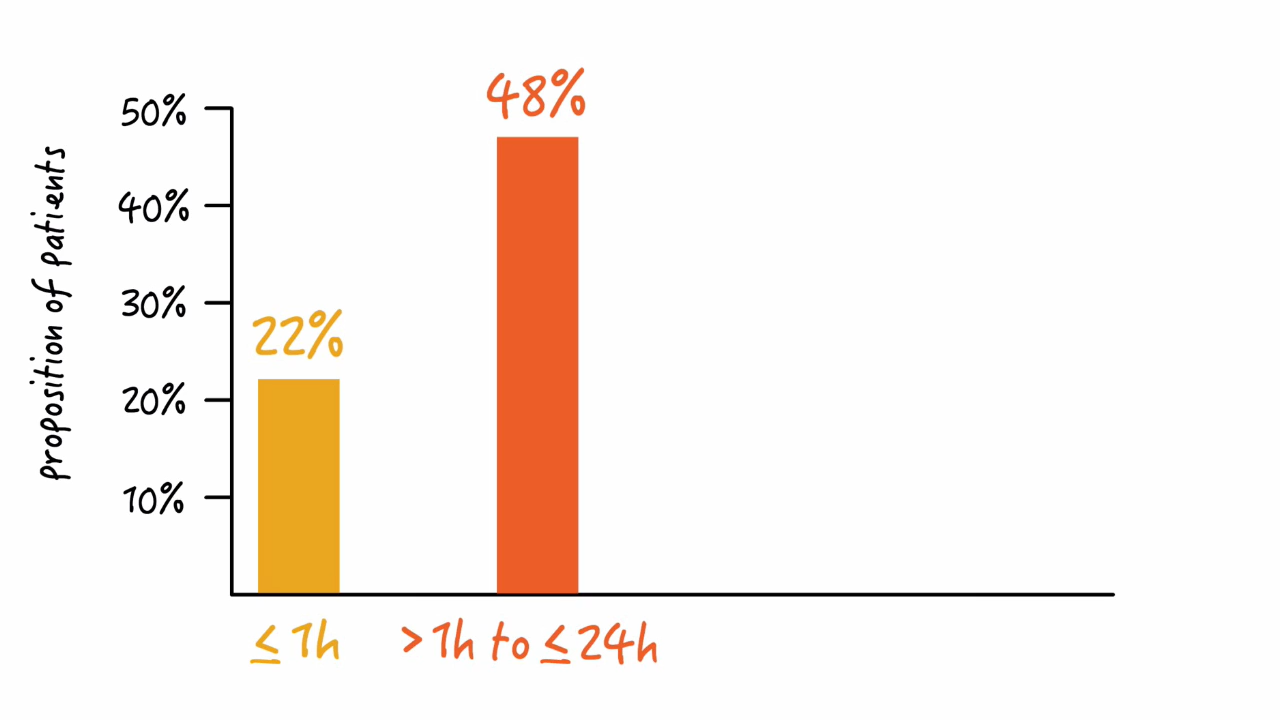 proposition of patients
50%
40%
30%
20%
10%
22%
48%
≤ 1h
> 1h to ≤ 24h